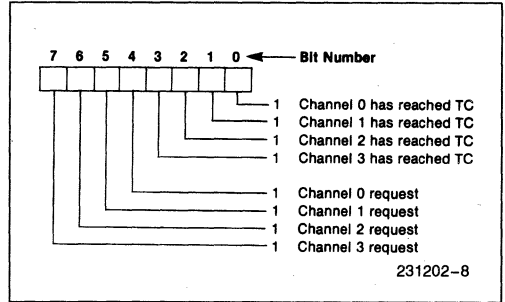 7 6 5 4 3 2 1 0 Bit Number
1 Channel 0 has reached TC
1 Channel 1 has reached TC
1 Channel 2 has reached TC
1 Channel 3 has reached TC
1 Channel 0 request
1 Channel 1 request
1 Channel 2 request
1 Channel 3 request
231202–8